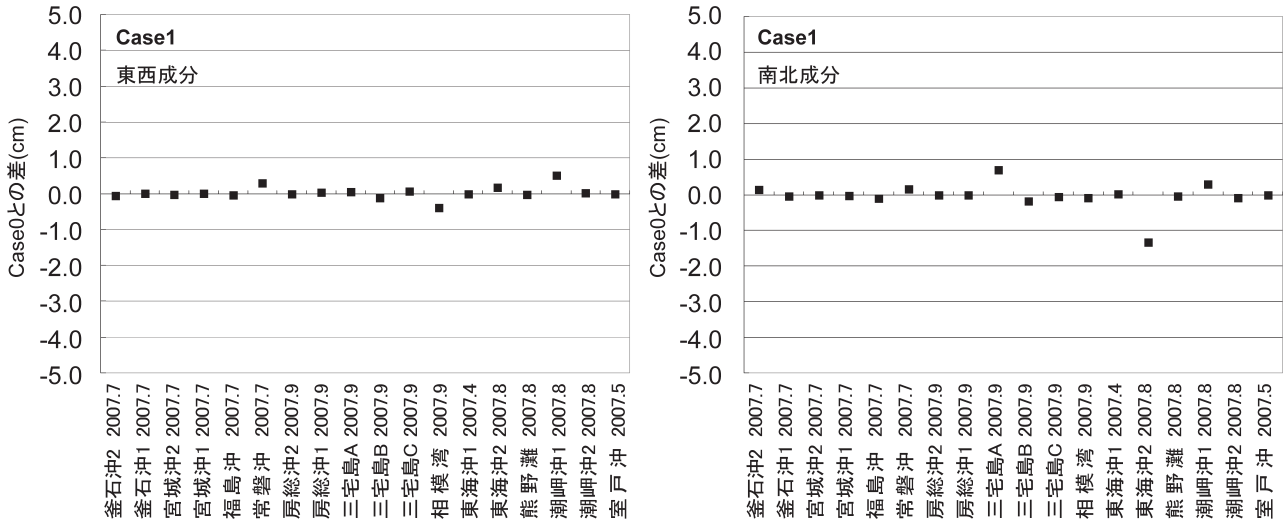 Case1
東西成分
Case0との差(cm)
5.0
4.0
3.0
2.0
1.0
0.0
-1.0
-2.0
-3.0
-4.0
-5.0
釜石沖2 2007.7
釜石沖1 2007.7
宮城沖2 2007.7
宮城沖1 2007.7
福島沖 2007.7
常磐沖 2007.7
房総沖2 2007.9
房総沖1 2007.9
三宅島A 2007.9
三宅島B 2007.9
三宅島C 2007.9
相模湾 2007.9
東海沖1 2007.4
東海沖2 2007.8
熊野灘 2007.8
潮岬沖1 2007.8
潮岬沖2 2007.8
室戸沖 2007.5
Case1
南北成分
Case0との差(cm)
5.0
4.0
3.0
2.0
1.0
0.0
-1.0
-2.0
-3.0
-4.0
-5.0
釜石沖2 2007.7
釜石沖1 2007.7
宮城沖2 2007.7
宮城沖1 2007.7
福島沖 2007.7
常磐沖 2007.7
房総沖2 2007.9
房総沖1 2007.9
三宅島A 2007.9
三宅島B 2007.9
三宅島C 2007.9
相模湾 2007.9
東海沖1 2007.4
東海沖2 2007.8
熊野灘 2007.8
潮岬沖1 2007.8
潮岬沖2 2007.8
室戸沖 2007.5